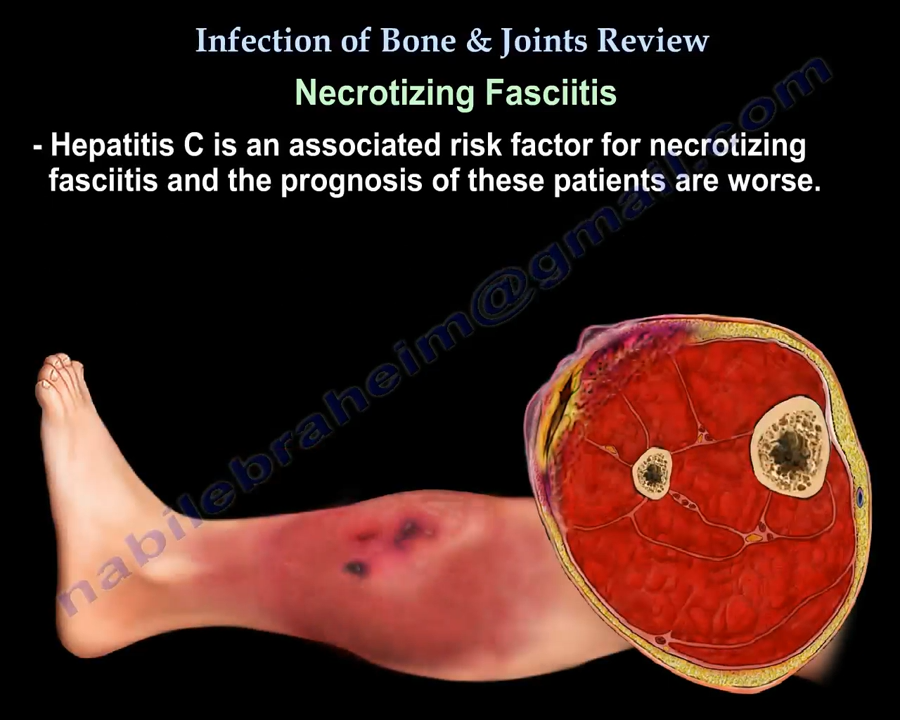 Infection of Bone & Joints Review
Necrotizing Fasciitis
- Hepatitis C is an associated risk factor for necrotizing
fasciitis and the prognosis of these patients are worse.
nabilebraheim@gmail.com